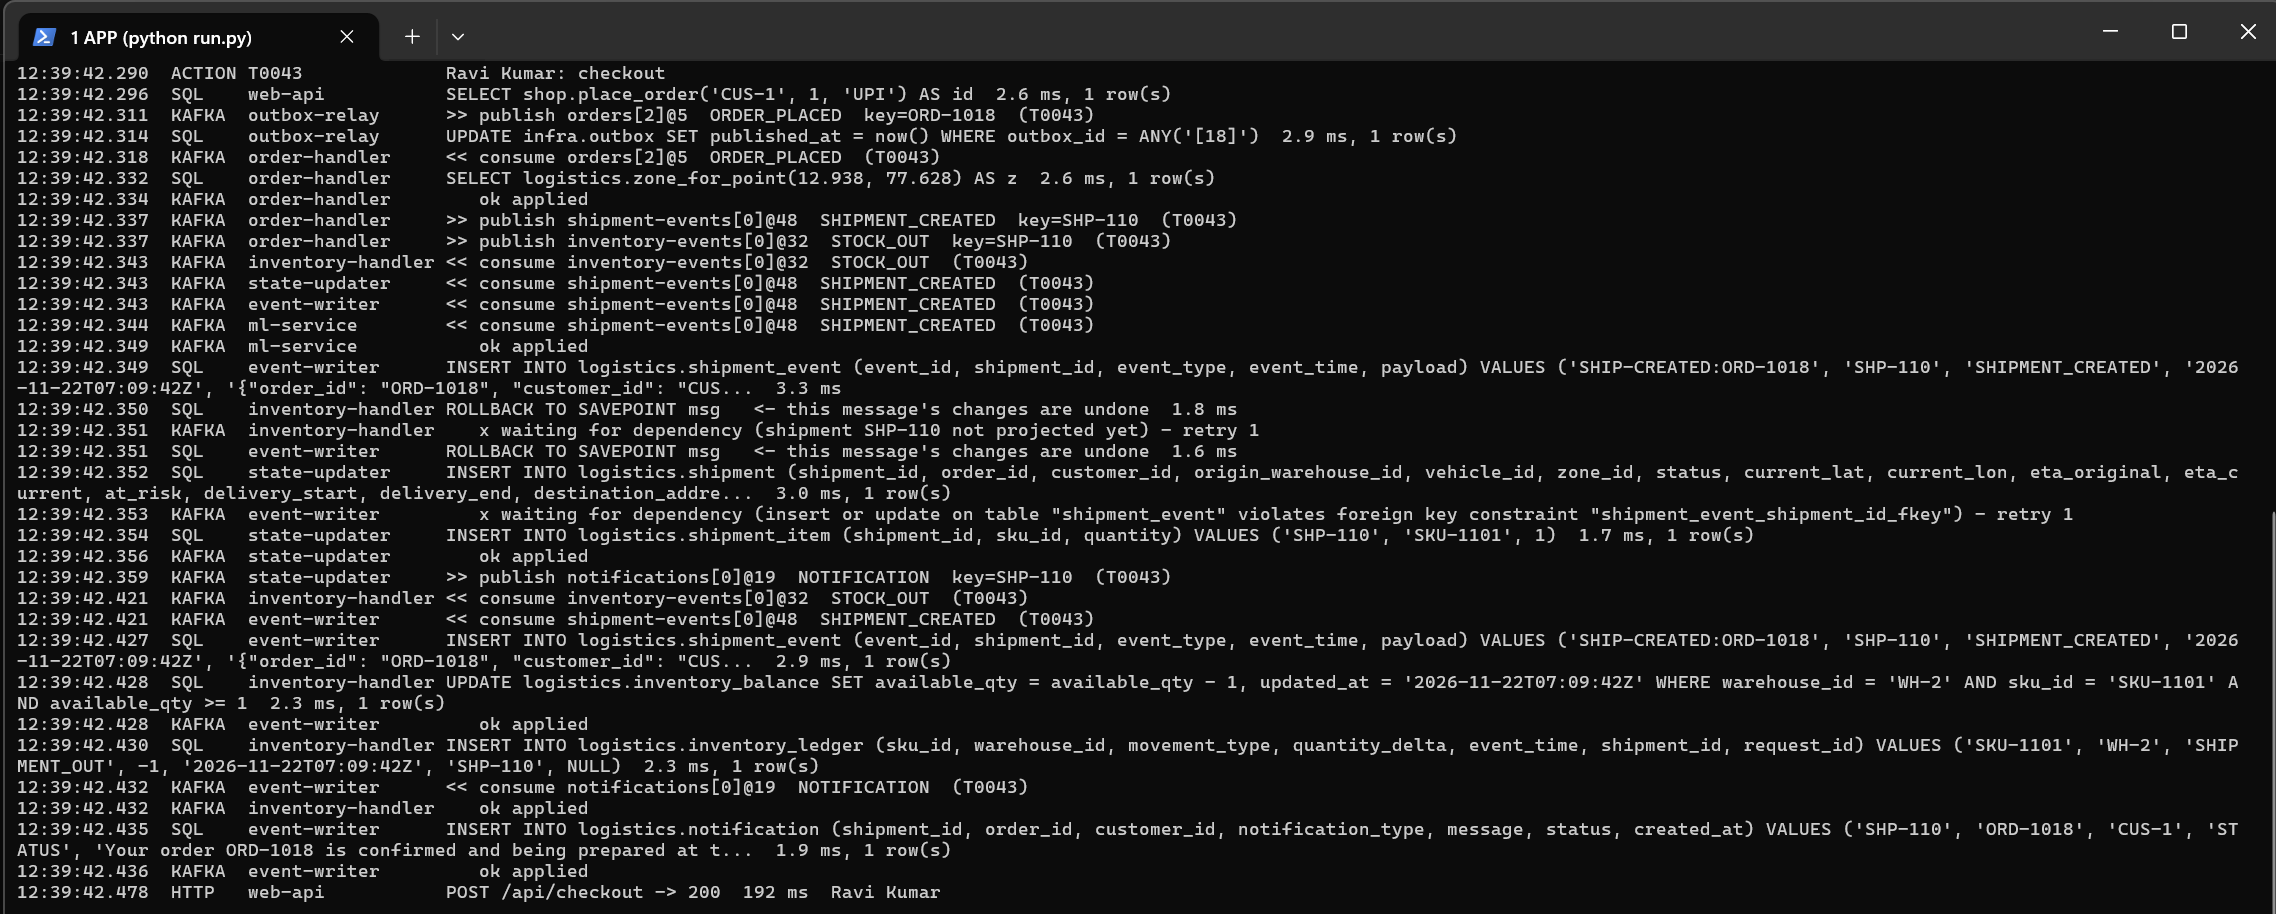 1 APP (python run.py)
12:39:42.290  ACTION T0043             Ravi Kumar: checkout
12:39:42.296  SQL    web-api           SELECT shop.place_order('CUS-1', 1, 'UPI') AS id  2.6 ms, 1 row(s)
12:39:42.311  KAFKA  outbox-relay      >> publish orders[2]@5  ORDER_PLACED  key=ORD-1018  (T0043)
12:39:42.314  SQL    outbox-relay      UPDATE infra.outbox SET published_at = now() WHERE outbox_id = ANY('[18]')  2.9 ms, 1 row(s)
12:39:42.318  KAFKA  order-handler     << consume orders[2]@5  ORDER_PLACED  (T0043)
12:39:42.332  SQL    order-handler     SELECT logistics.zone_for_point(12.938, 77.628) AS z  2.6 ms, 1 row(s)
12:39:42.334  KAFKA  order-handler        ok applied
12:39:42.337  KAFKA  order-handler     >> publish shipment-events[0]@48  SHIPMENT_CREATED  key=SHP-110  (T0043)
12:39:42.337  KAFKA  order-handler     >> publish inventory-events[0]@32  STOCK_OUT  key=SHP-110  (T0043)
12:39:42.343  KAFKA  inventory-handler << consume inventory-events[0]@32  STOCK_OUT  (T0043)
12:39:42.343  KAFKA  state-updater     << consume shipment-events[0]@48  SHIPMENT_CREATED  (T0043)
12:39:42.343  KAFKA  event-writer      << consume shipment-events[0]@48  SHIPMENT_CREATED  (T0043)
12:39:42.344  KAFKA  ml-service        << consume shipment-events[0]@48  SHIPMENT_CREATED  (T0043)
12:39:42.349  KAFKA  ml-service           ok applied
12:39:42.349  SQL    event-writer      INSERT INTO logistics.shipment_event (event_id, shipment_id, event_type, event_time, payload) VALUES ('SHIP-CREATED:ORD-1018', 'SHP-110', 'SHIPMENT_CREATED', '2026
-11-22T07:09:42Z', '{"order_id": "ORD-1018", "customer_id": "CUS...  3.3 ms
12:39:42.350  SQL    inventory-handler ROLLBACK TO SAVEPOINT msg   <- this message's changes are undone  1.8 ms
12:39:42.351  KAFKA  inventory-handler    x waiting for dependency (shipment SHP-110 not projected yet) - retry 1
12:39:42.351  SQL    event-writer      ROLLBACK TO SAVEPOINT msg   <- this message's changes are undone  1.6 ms
12:39:42.352  SQL    state-updater     INSERT INTO logistics.shipment (shipment_id, order_id, customer_id, origin_warehouse_id, vehicle_id, zone_id, status, current_lat, current_lon, eta_original, eta_c
urrent, at_risk, delivery_start, delivery_end, destination_addre...  3.0 ms, 1 row(s)
12:39:42.353  KAFKA  event-writer         x waiting for dependency (insert or update on table "shipment_event" violates foreign key constraint "shipment_event_shipment_id_fkey") - retry 1
12:39:42.354  SQL    state-updater     INSERT INTO logistics.shipment_item (shipment_id, sku_id, quantity) VALUES ('SHP-110', 'SKU-1101', 1)  1.7 ms, 1 row(s)
12:39:42.356  KAFKA  state-updater        ok applied
12:39:42.359  KAFKA  state-updater     >> publish notifications[0]@19  NOTIFICATION  key=SHP-110  (T0043)
12:39:42.421  KAFKA  inventory-handler << consume inventory-events[0]@32  STOCK_OUT  (T0043)
12:39:42.421  KAFKA  event-writer      << consume shipment-events[0]@48  SHIPMENT_CREATED  (T0043)
12:39:42.427  SQL    event-writer      INSERT INTO logistics.shipment_event (event_id, shipment_id, event_type, event_time, payload) VALUES ('SHIP-CREATED:ORD-1018', 'SHP-110', 'SHIPMENT_CREATED', '2026
-11-22T07:09:42Z', '{"order_id": "ORD-1018", "customer_id": "CUS...  2.9 ms, 1 row(s)
12:39:42.428  SQL    inventory-handler UPDATE logistics.inventory_balance SET available_qty = available_qty - 1, updated_at = '2026-11-22T07:09:42Z' WHERE warehouse_id = 'WH-2' AND sku_id = 'SKU-1101' A
ND available_qty >= 1  2.3 ms, 1 row(s)
12:39:42.428  KAFKA  event-writer         ok applied
12:39:42.430  SQL    inventory-handler INSERT INTO logistics.inventory_ledger (sku_id, warehouse_id, movement_type, quantity_delta, event_time, shipment_id, request_id) VALUES ('SKU-1101', 'WH-2', 'SHIP
MENT_OUT', -1, '2026-11-22T07:09:42Z', 'SHP-110', NULL)  2.3 ms, 1 row(s)
12:39:42.432  KAFKA  event-writer      << consume notifications[0]@19  NOTIFICATION  (T0043)
12:39:42.432  KAFKA  inventory-handler    ok applied
12:39:42.435  SQL    event-writer      INSERT INTO logistics.notification (shipment_id, order_id, customer_id, notification_type, message, status, created_at) VALUES ('SHP-110', 'ORD-1018', 'CUS-1', 'ST
ATUS', 'Your order ORD-1018 is confirmed and being prepared at t...  1.9 ms, 1 row(s)
12:39:42.436  KAFKA  event-writer         ok applied
12:39:42.478  HTTP   web-api           POST /api/checkout -> 200  192 ms  Ravi Kumar